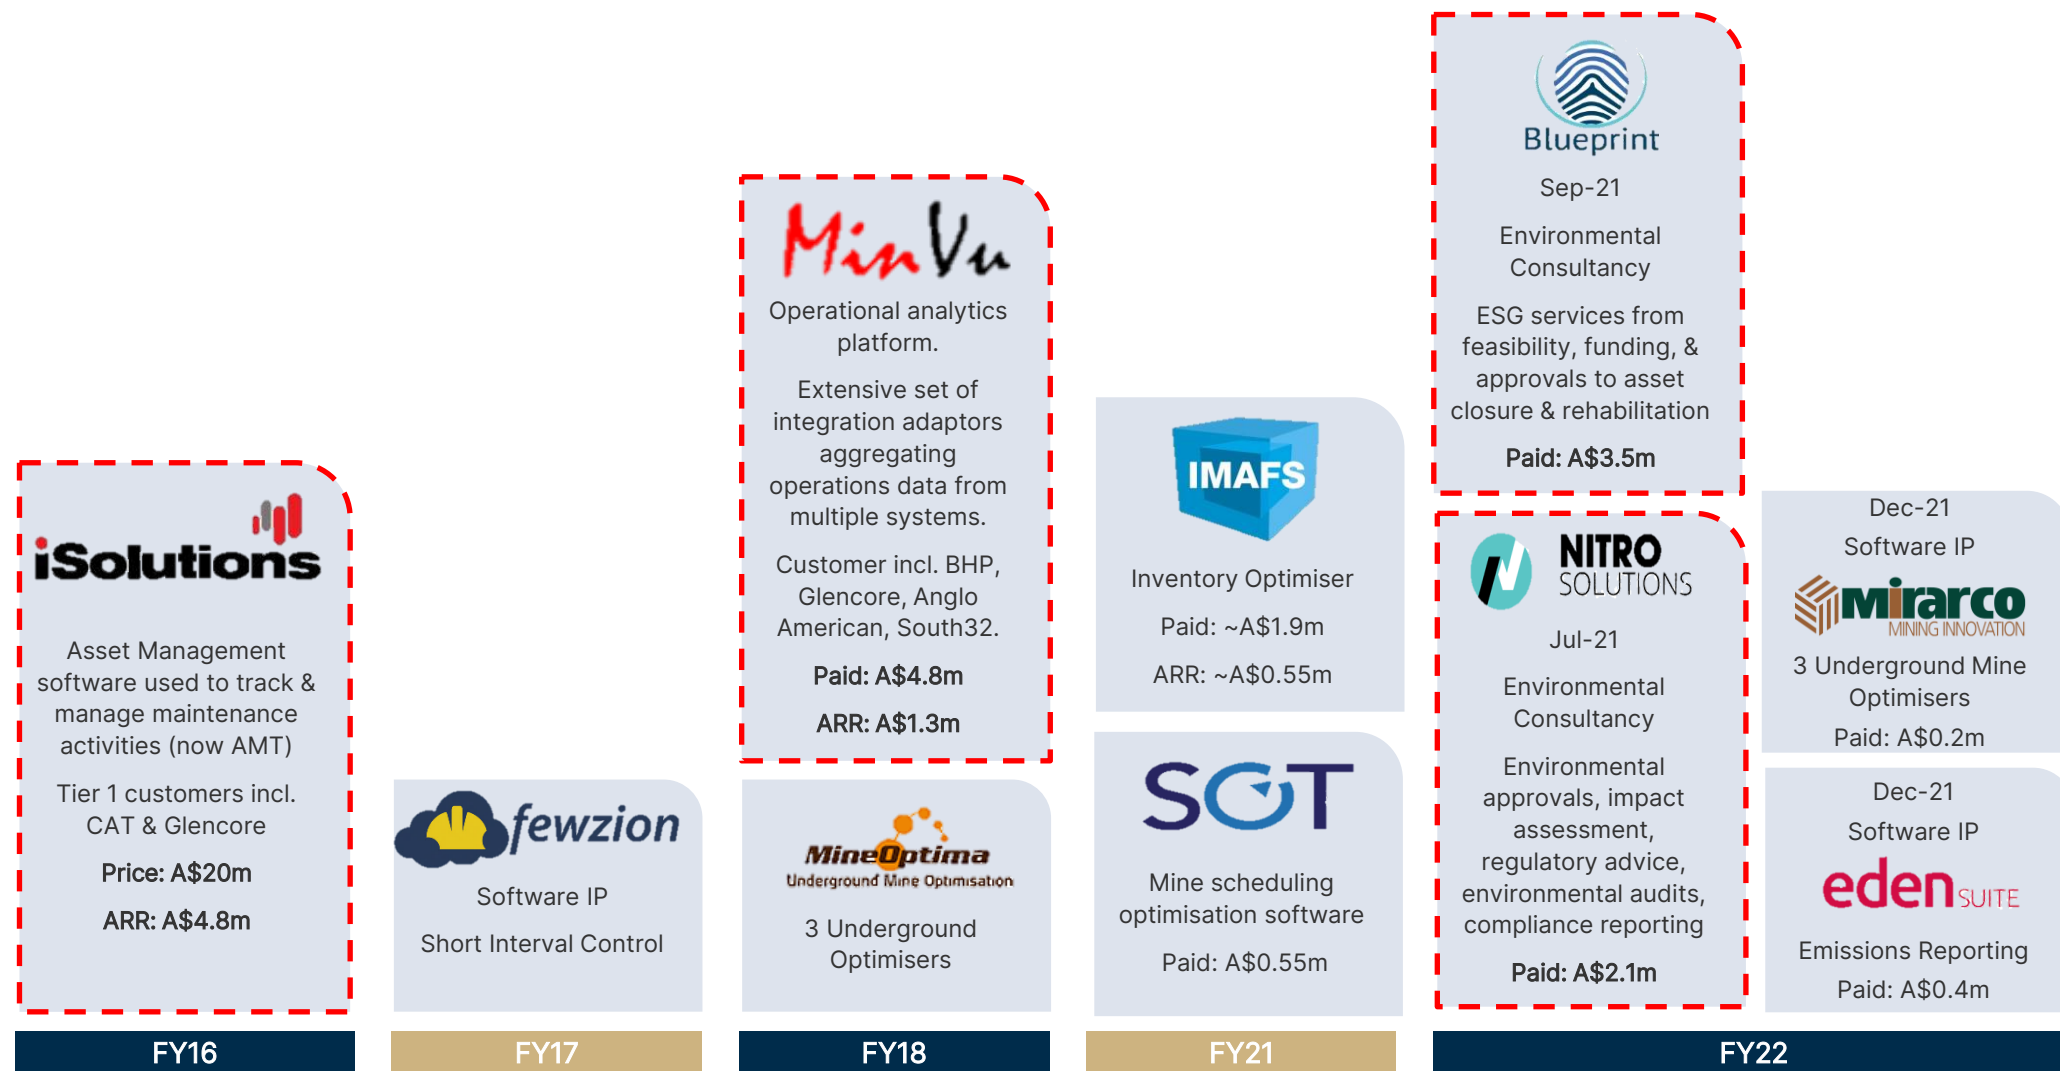 iSolutions
Asset Management
software used to track &
manage maintenance
activities (now AMT)
Tier 1 customers incl.
CAT & Glencore
Price: A$20m
ARR: A$4.8m
FY16
fewzion
Software IP
Short Interval Control
FY17
MinVu
Operational analytics
platform.
Extensive set of
integration adaptors
aggregating
operations data from
multiple systems.
Customer incl. BHP,
Glencore, Anglo
American, South32.
Paid: A$4.8m
ARR: A$1.3m
MineOptima
Underground Mine Optimisation
3 Underground
Optimisers
FY18
IMAFS
Inventory Optimiser
Paid: ~A$1.9m
ARR: ~A$0.55m
SOT
Mine scheduling
optimisation software
Paid: A$0.55m
FY21
Blueprint
Sep-21
Environmental
Consultancy
ESG services from
feasibility, funding, &
approvals to asset
closure & rehabilitation
Paid: A$3.5m
NITRO
SOLUTIONS
Jul-21
Environmental
Consultancy
Environmental
approvals, impact
assessment,
regulatory advice,
environmental audits,
compliance reporting
Paid: A$2.1m
Dec-21
Software IP
Mirarco
MINING INNOVATION
3 Underground Mine
Optimisers
Paid: A$0.2m
Dec-21
Software IP
eden SUITE
Emissions Reporting
Paid: A$0.4m
FY22